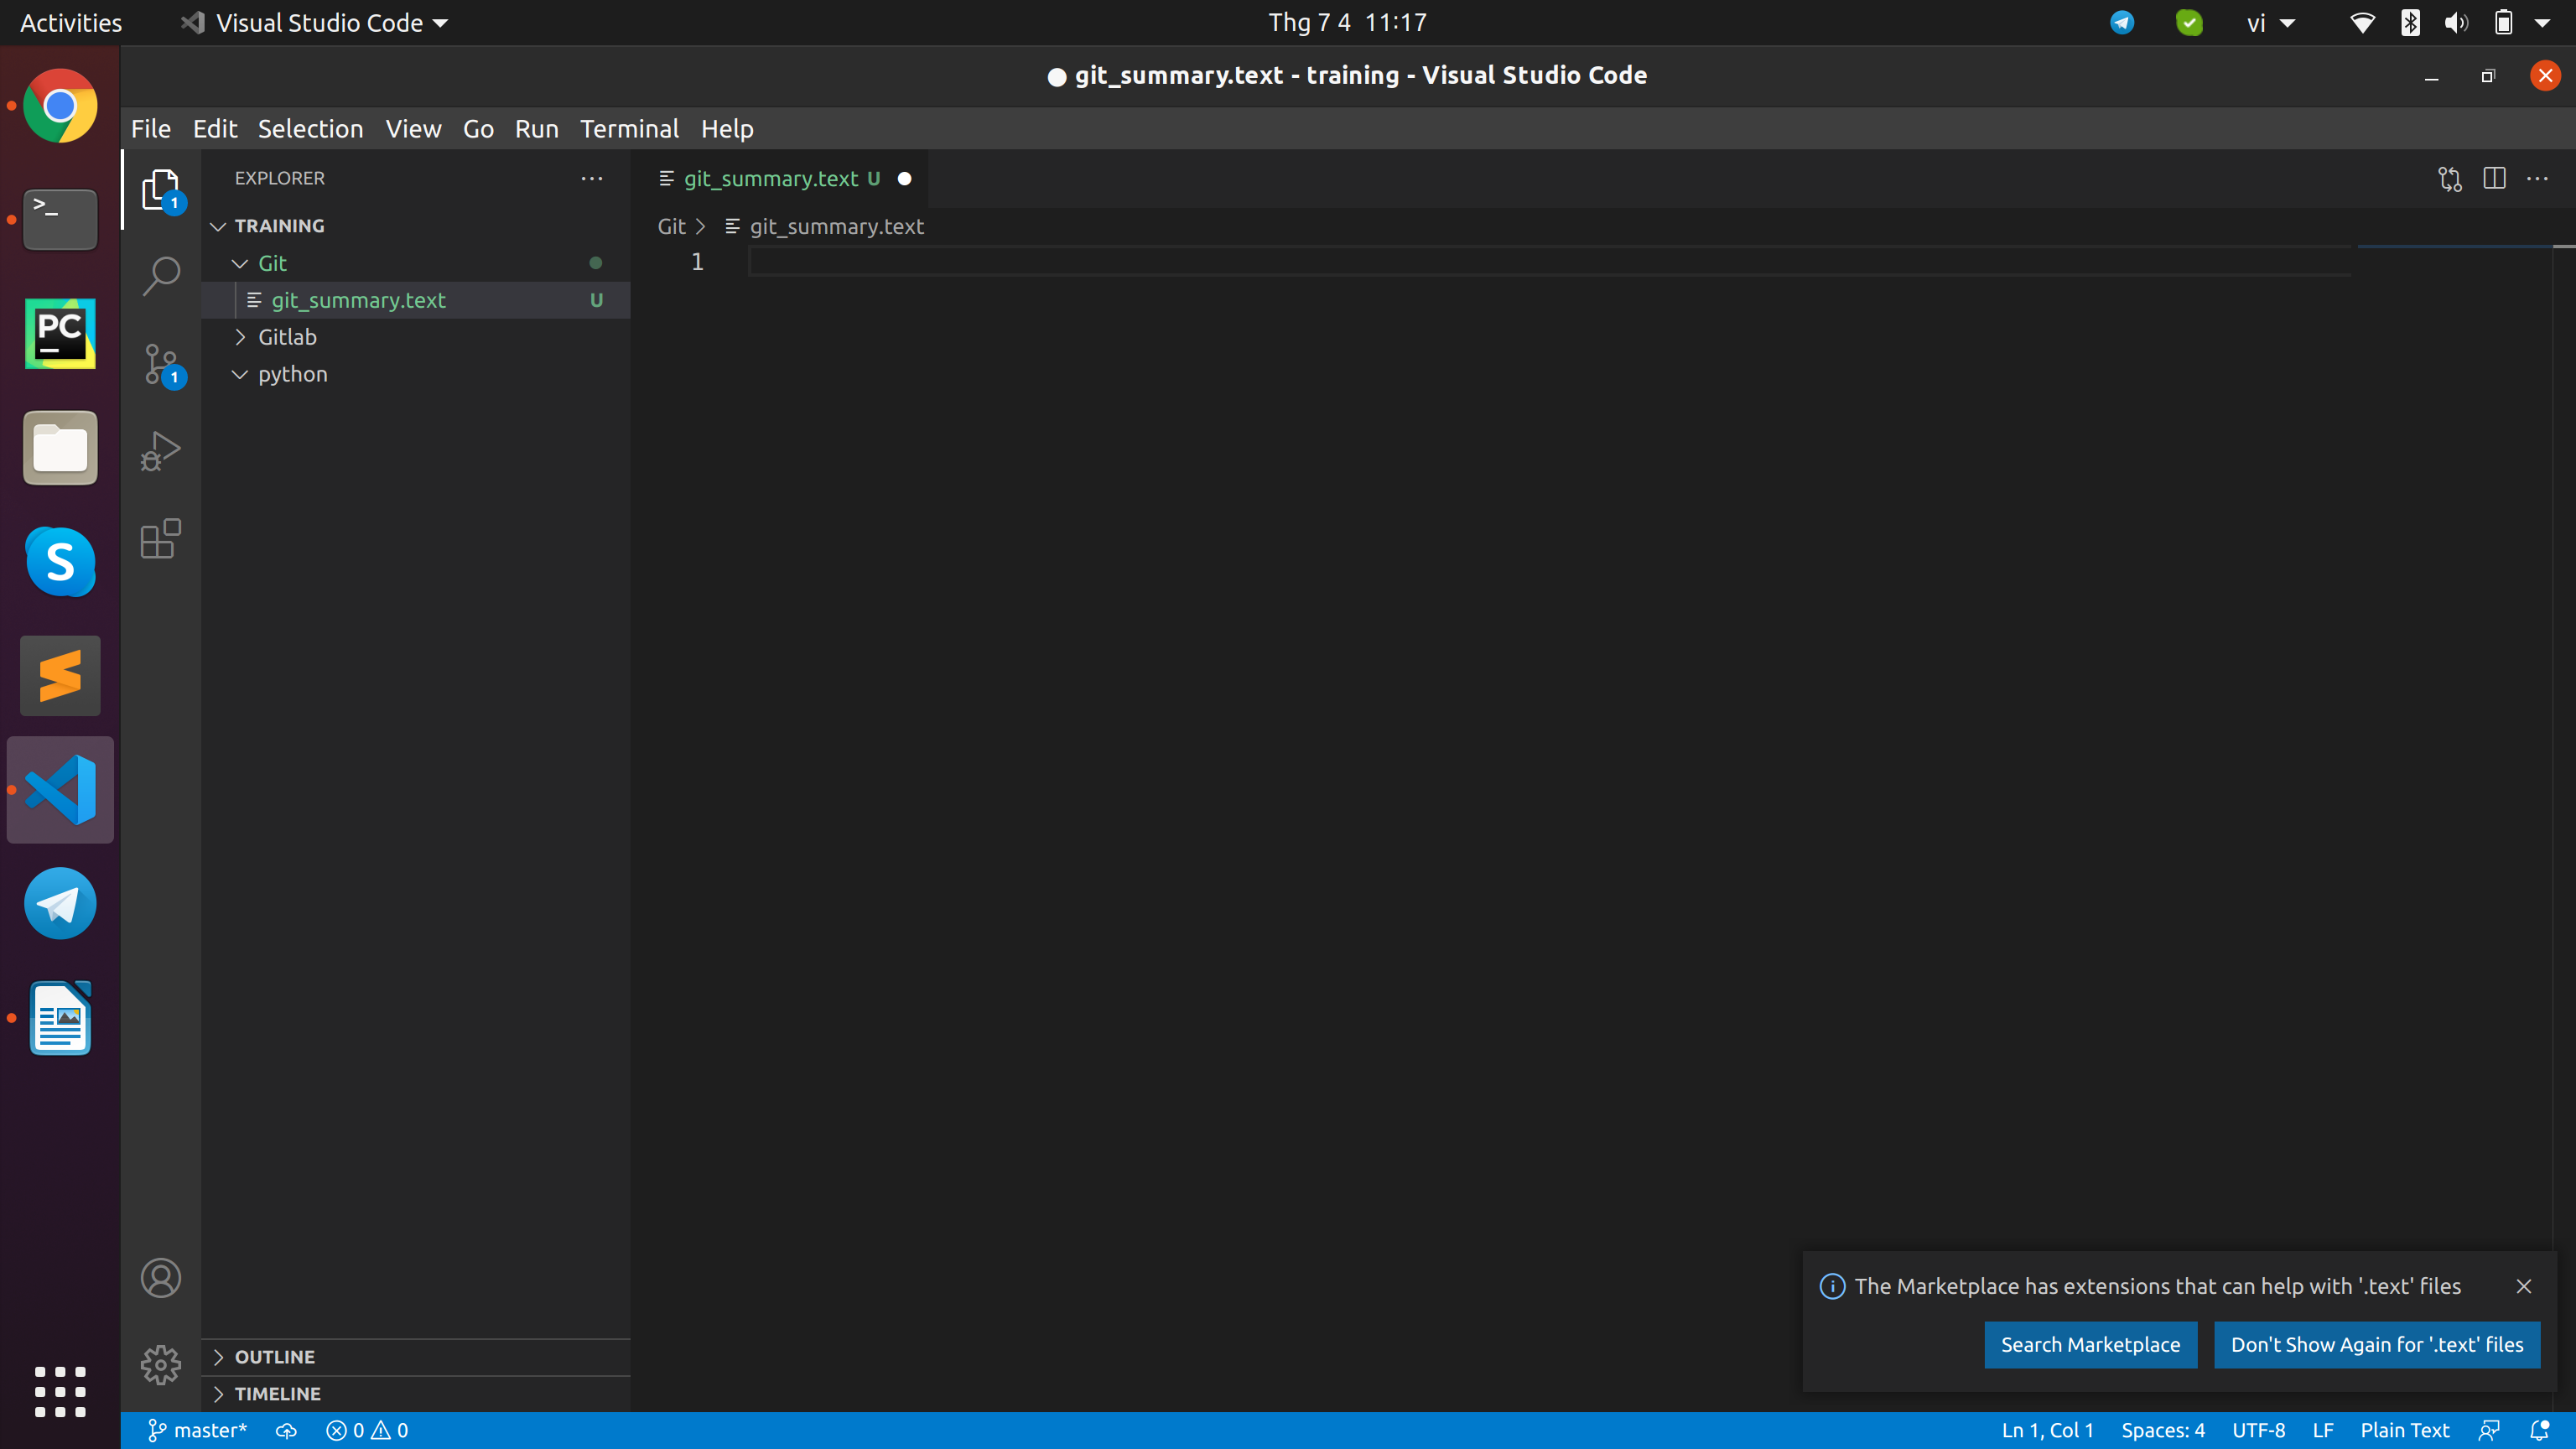 Activities Visual Studio Code Thg 7 4 11:17 vi
git_summary.text - training - Visual Studio Code
File Edit Selection View Go Run Terminal Help
EXPLORER
1
TRAINING
Git
git_summary.text U
Gitlab
python
1
git_summary.text U
Git > git_summary.text
1
>_
PC
S
OUTLINE
TIMELINE
The Marketplace has extensions that can help with '.text' files
Search Marketplace Don't Show Again for '.text' files
master* 0 0 Ln 1, Col 1 Spaces: 4 UTF-8 LF Plain Text